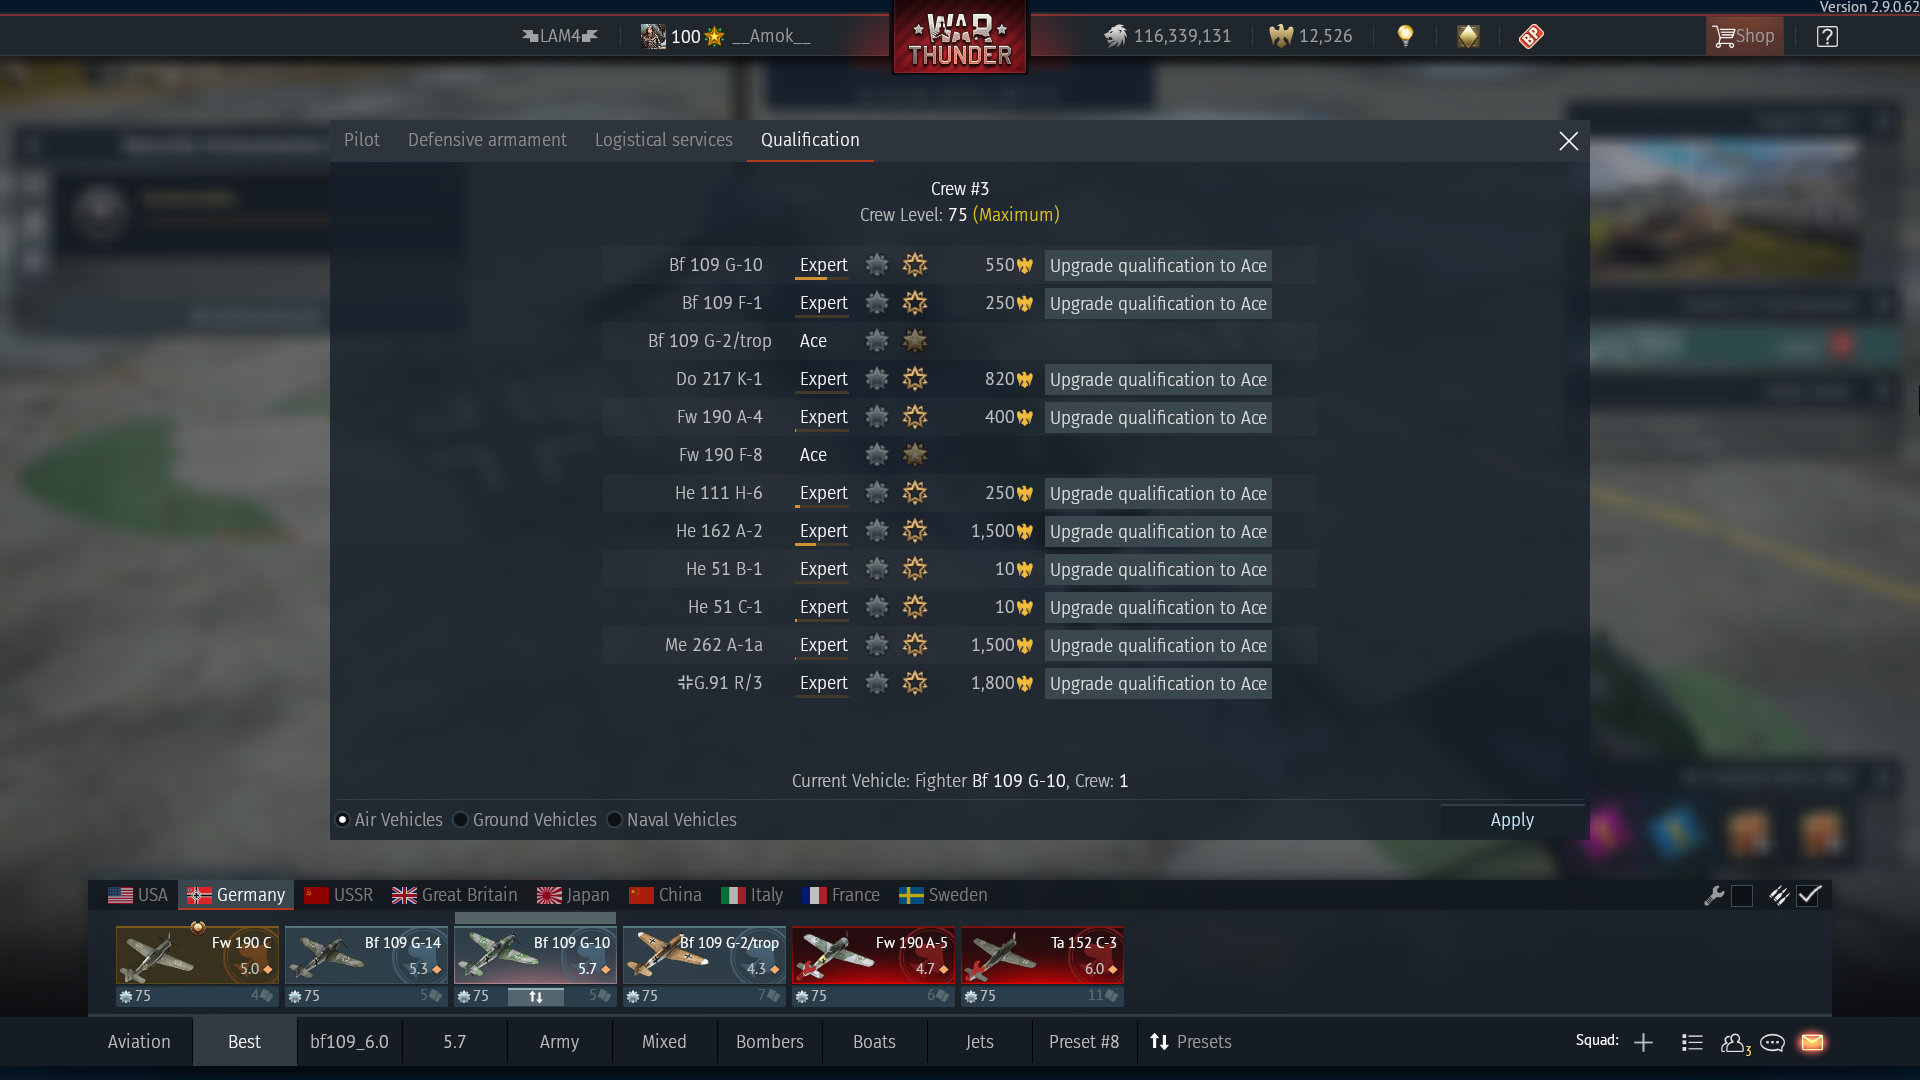 Version 2.9.0.62
LAM4
100 __Amok__
WAR THUNDER
116,339,131
12,526
BP
Shop
?
Pilot
Defensive armament
Logistical services
Qualification
Crew #3
Crew Level: 75 (Maximum)
Bf 109 G-10 Expert 550 Upgrade qualification to Ace
Bf 109 F-1 Expert 250 Upgrade qualification to Ace
Bf 109 G-2/trop Ace
Do 217 K-1 Expert 820 Upgrade qualification to Ace
Fw 190 A-4 Expert 400 Upgrade qualification to Ace
Fw 190 F-8 Ace
He 111 H-6 Expert 250 Upgrade qualification to Ace
He 162 A-2 Expert 1,500 Upgrade qualification to Ace
He 51 B-1 Expert 10 Upgrade qualification to Ace
He 51 C-1 Expert 10 Upgrade qualification to Ace
Me 262 A-1a Expert 1,500 Upgrade qualification to Ace
G.91 R/3 Expert 1,800 Upgrade qualification to Ace
Current Vehicle: Fighter Bf 109 G-10, Crew: 1
Air Vehicles Ground Vehicles Naval Vehicles
Apply
USA Germany USSR Great Britain Japan China Italy France Sweden
Fw 190 C Bf 109 G-14 Bf 109 G-10 Bf 109 G-2/trop Fw 190 A-5 Ta 152 C-3
5.0 5.3 5.7 4.3 4.7 6.0
75 4 75 5 75 5 75 7 75 6 75 11
Aviation Best bf109_6.0 5.7 Army Mixed Bombers Boats Jets Preset #8 Presets
Squad: 3